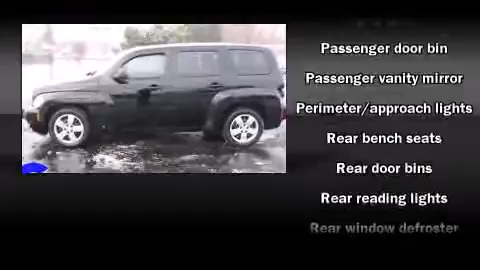 Passenger door bin
Passenger vanity mirror
Perimeter/approach lights
Rear bench seats
Rear door bins
Rear reading lights
Rear window defroster